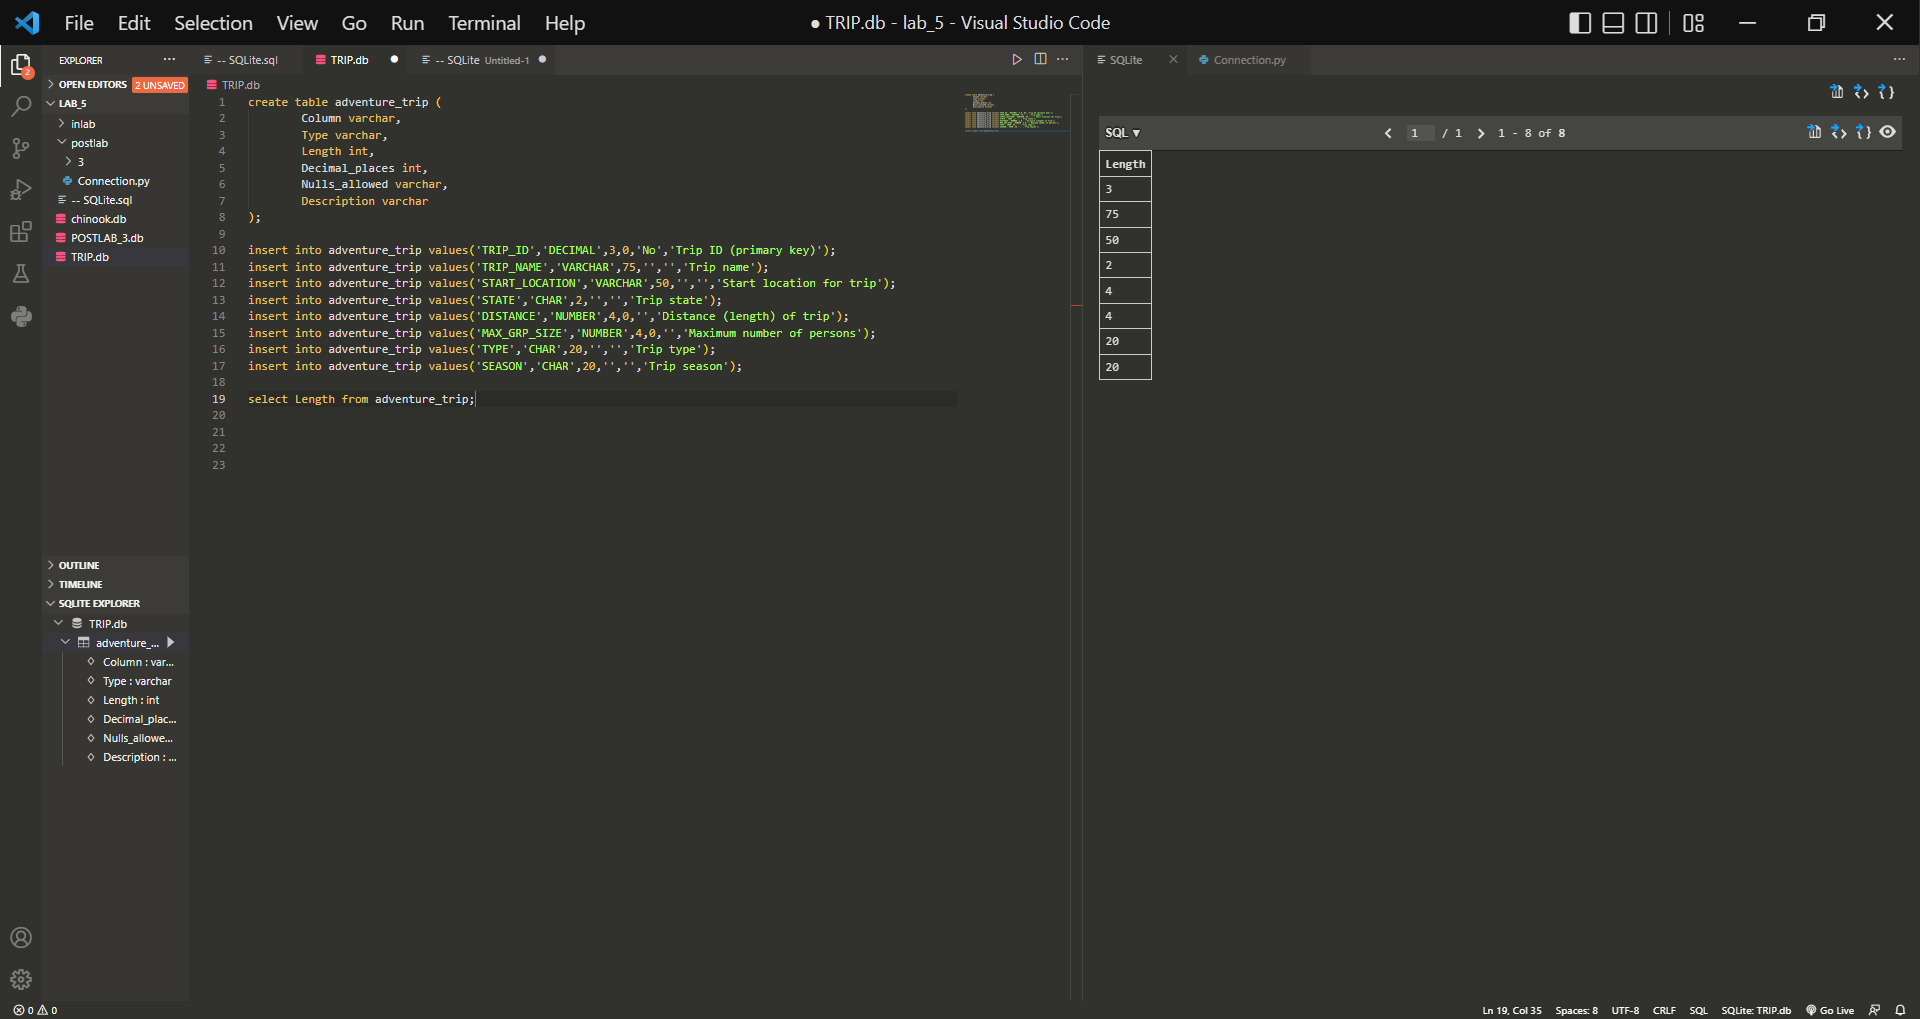 File Edit Selection View Go Run Terminal Help
● TRIP.db - lab_5 - Visual Studio Code
EXPLORER
OPEN EDITORS 2 UNSAVED
LAB_5
inlab
postlab
3
Connection.py
-- SQLite.sql
chinook.db
POSTLAB_3.db
TRIP.db
OUTLINE
TIMELINE
SQLITE EXPLORER
TRIP.db
adventure_...
Column : var...
Type : varchar
Length : int
Decimal_plac...
Nulls_allowe...
Description : ...
-- SQLite.sql TRIP.db -- SQLite Untitled-1
TRIP.db
1 create table adventure_trip (
2 Column varchar,
3 Type varchar,
4 Length int,
5 Decimal_places int,
6 Nulls_allowed varchar,
7 Description varchar
8 );
9
10 insert into adventure_trip values('TRIP_ID','DECIMAL',3,0,'No','Trip ID (primary key)');
11 insert into adventure_trip values('TRIP_NAME','VARCHAR',75,'','','Trip name');
12 insert into adventure_trip values('START_LOCATION','VARCHAR',50,'','','Start location for trip');
13 insert into adventure_trip values('STATE','CHAR',2,'','','Trip state');
14 insert into adventure_trip values('DISTANCE','NUMBER',4,0,'','Distance (length) of trip');
15 insert into adventure_trip values('MAX_GRP_SIZE','NUMBER',4,0,'','Maximum number of persons');
16 insert into adventure_trip values('TYPE','CHAR',20,'','','Trip type');
17 insert into adventure_trip values('SEASON','CHAR',20,'','','Trip season');
18
19 select Length from adventure_trip;
20
21
22
23
SQLite Connection.py
SQL ▼ 1 / 1 1 - 8 of 8
Length
3
75
50
2
4
4
20
20
2
0 0
Ln 19, Col 35 Spaces: 8 UTF-8 CRLF SQL SQLite: TRIP.db Go Live